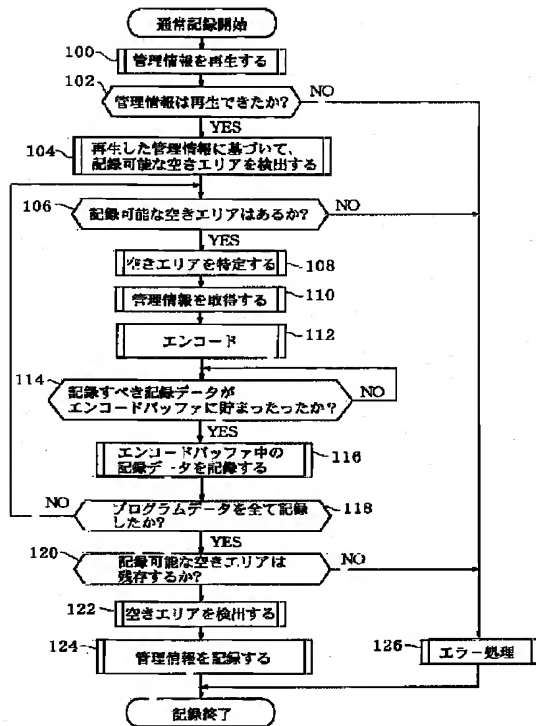 通常記録開始
100
管理情報を再生する
102
管理情報は再生できたか?
NO
YES
104
再生した管理情報に基づいて、
記録可能な空きエリアを検出する
106
記録可能な空きエリアはあるか?
NO
YES
空きエリアを特定する
108
管理情報を取得する
110
エンコード
112
114
記録すべき記録データが
エンコードバッファに貯まったったか?
NO
YES
エンコードバッファ中の
記録データを記録する
116
NO
プログラムデータを全て記録
したか?
118
YES
120
記録可能な空きエリアは
残存するか?
NO
YES
122
空きエリアを検出する
124
管理情報を記録する
126
エラー処理
記録終了